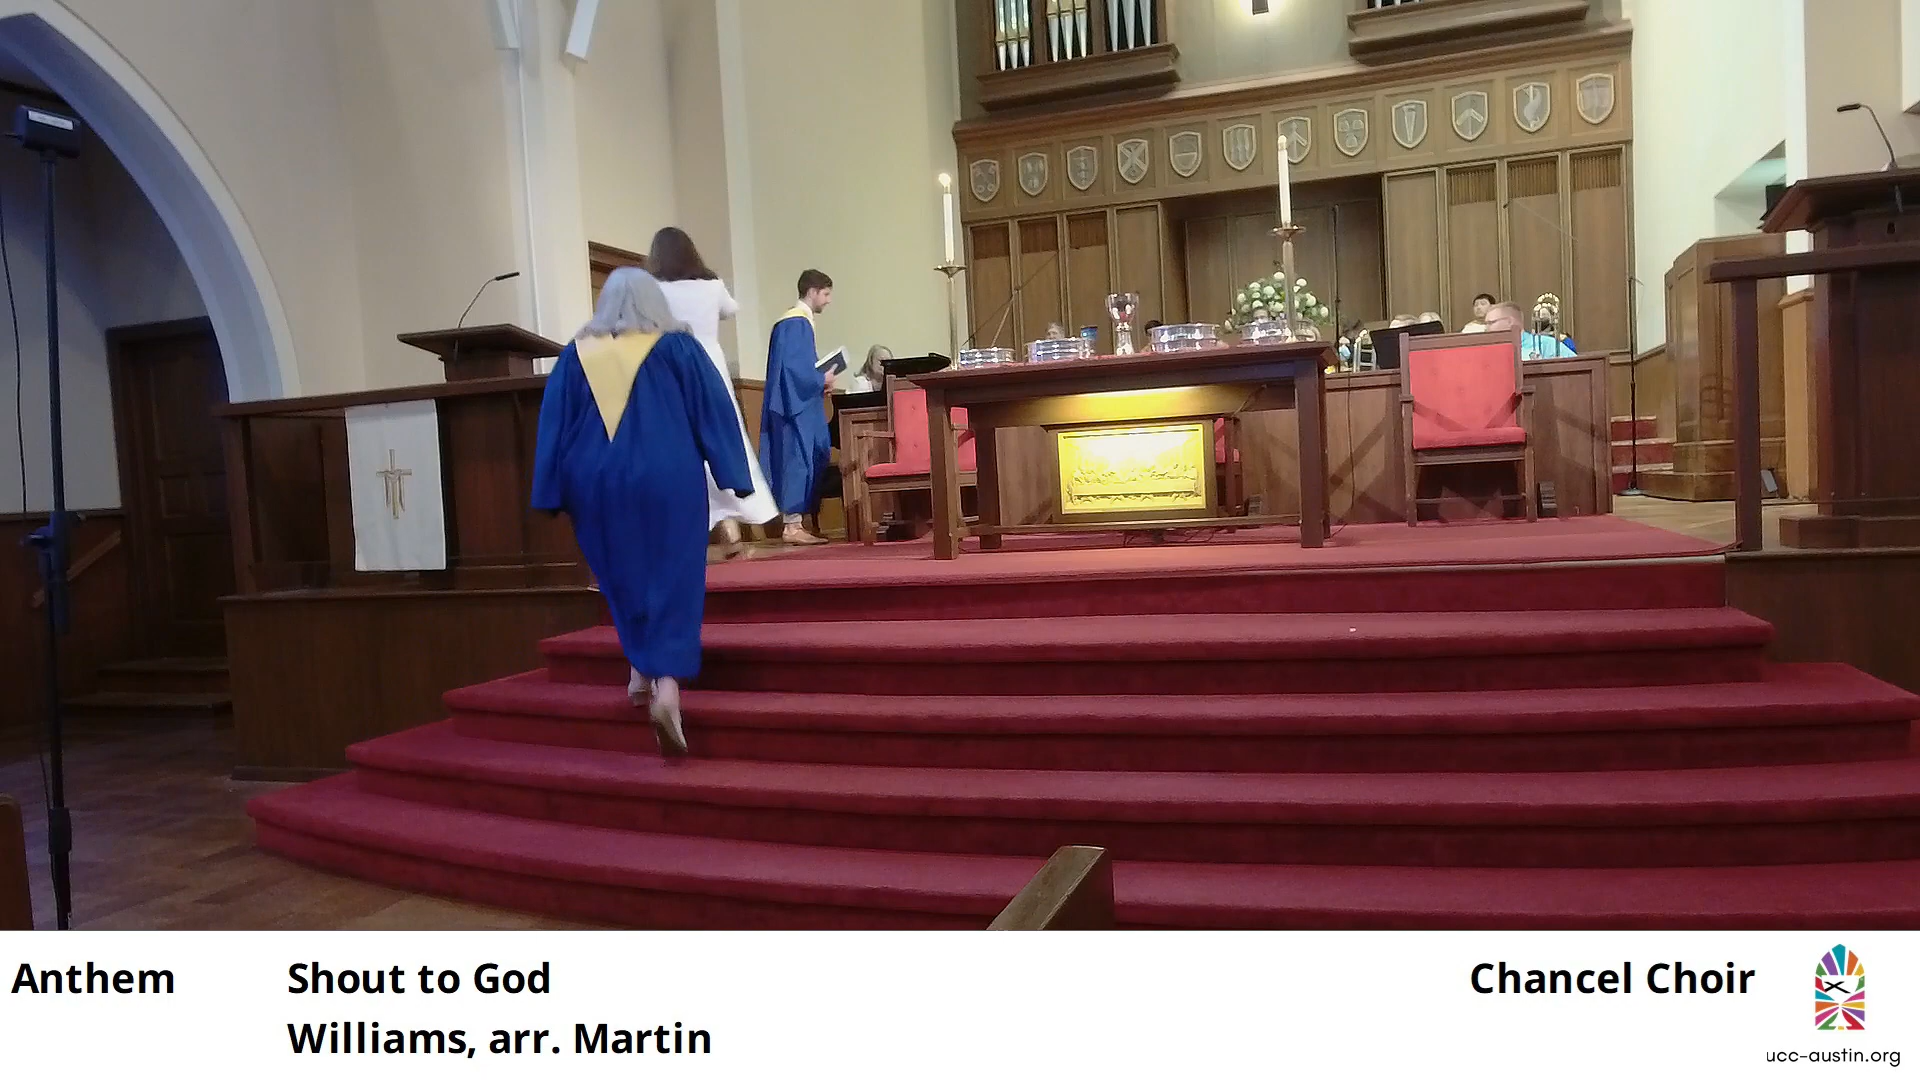 Anthem
Shout to God
Williams, arr. Martin
Chancel Choir
ucc-austin.org